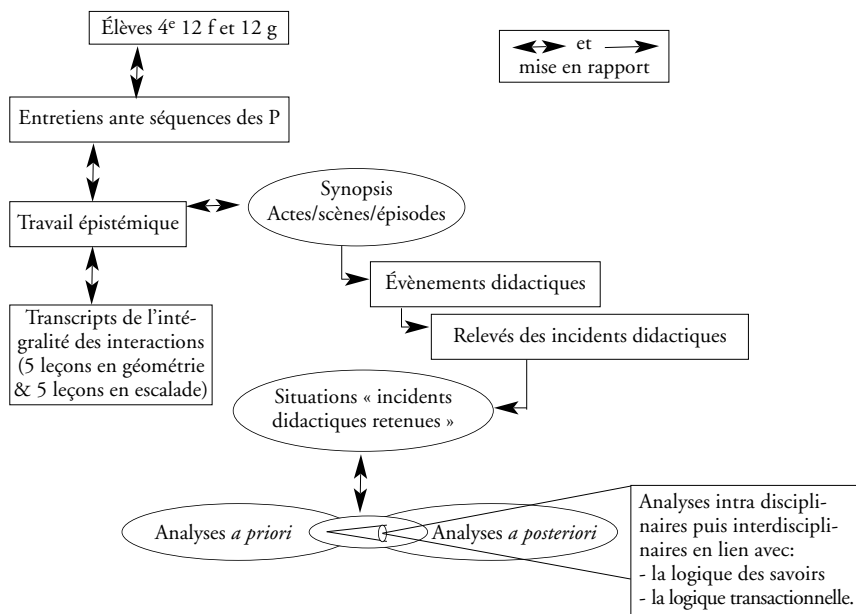 Élèves 4e 12 f et 12 g
et
mise en rapport
Entretiens ante séquences des P
Synopsis
Actes/scènes/épisodes
Travail épistémique
Évènements didactiques
Transcripts de l’inté-
gralité des interactions
(5 leçons en géométrie
& 5 leçons en escalade)
Relevés des incidents didactiques
Situations « incidents
didactiques retenues »
Analyses a priori
Analyses a posteriori
Analyses intra discipli-
naires puis interdiscipli-
naires en lien avec:
- la logique des savoirs
- la logique transactionnelle.